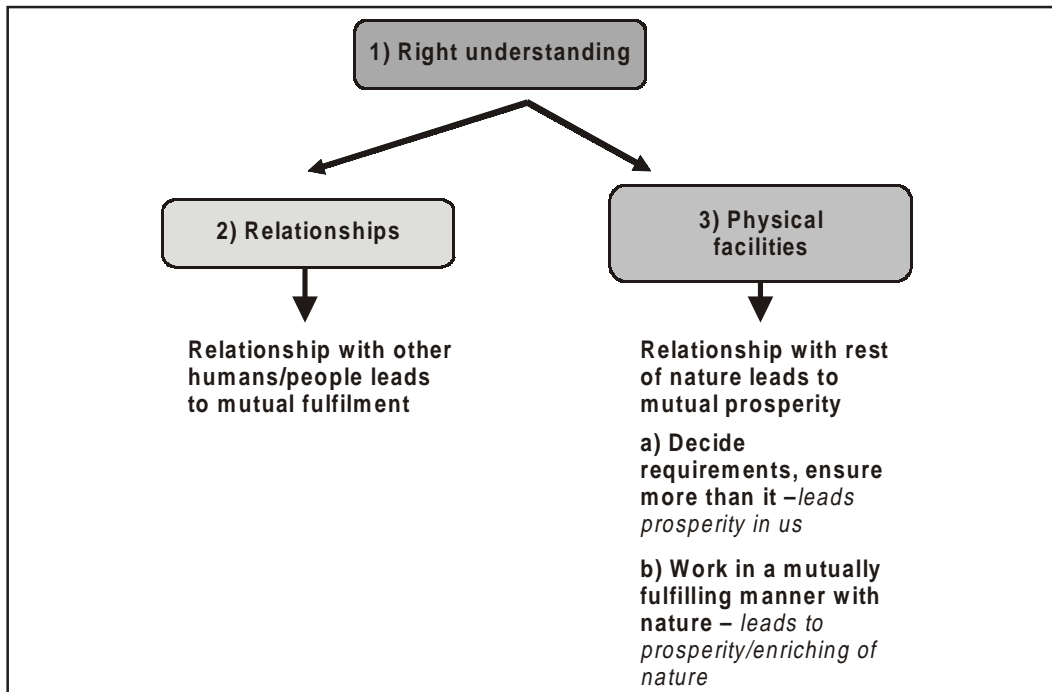 1) Right understanding
2) Relationships
Relationship with other
humans/people leads
to mutual fulfilment
3) Physical
facilities
Relationship with rest
of nature leads to
mutual prosperity
a) Decide
requirements, ensure
more than it –leads
prosperity in us
b) Work in a mutually
fulfilling manner with
nature – leads to
prosperity/enriching of
nature